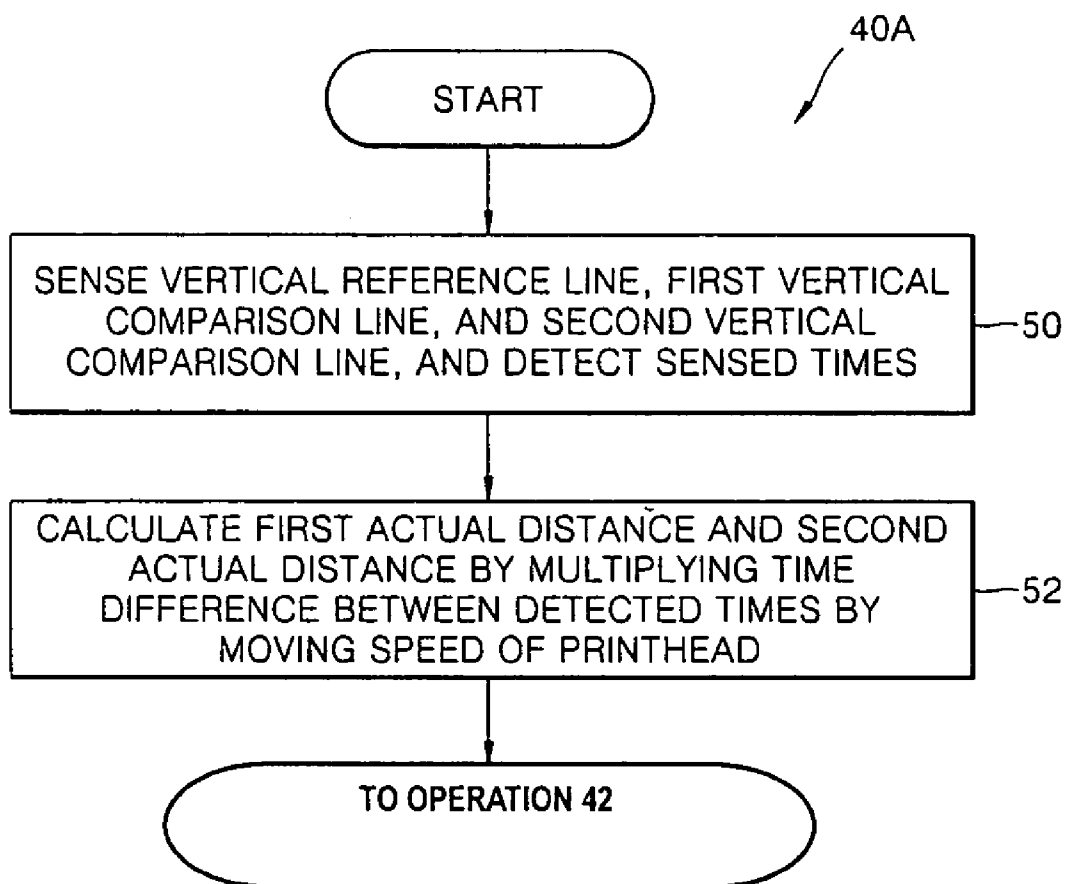 40A
START
SENSE VERTICAL REFERENCE LINE, FIRST VERTICAL
COMPARISON LINE, AND SECOND VERTICAL
COMPARISON LINE, AND DETECT SENSED TIMES
50
CALCULATE FIRST ACTUAL DISTANCE AND SECOND
ACTUAL DISTANCE BY MULTIPLYING TIME
DIFFERENCE BETWEEN DETECTED TIMES BY
MOVING SPEED OF PRINTHEAD
52
TO OPERATION 42